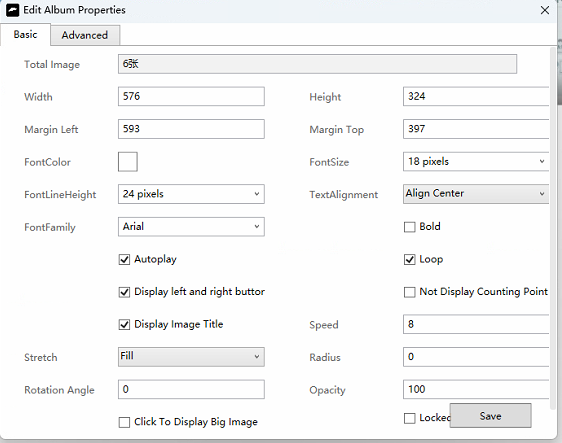 Edit Album Properties
Basic Advanced
Total Image 6张
Width 576 Height 324
Margin Left 593 Margin Top 397
FontColor FontSize 18 pixels
FontLineHeight 24 pixels TextAlignment Align Center
FontFamily Arial Bold
Autoplay Loop
Display left and right buttor Not Display Counting Point
Display Image Title Speed 8
Stretch Fill Radius 0
Rotation Angle 0 Opacity 100
Click To Display Big Image Locked Save